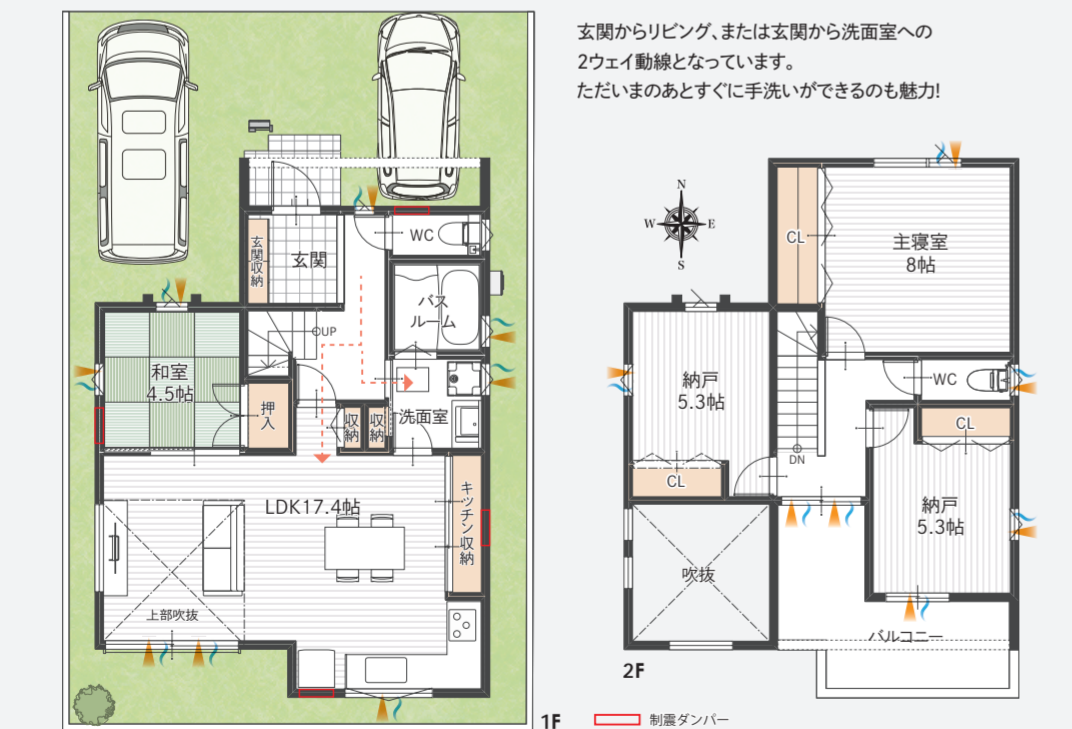 玄関からリビング、または玄関から洗面室への
2ウェイ動線となっています。
ただいまのあとすぐに手洗いができるのも魅力!
玄関収納
玄関
WC
バス
ルーム
UP
和室
4.5帖
押入
収納
収納
洗面室
LDK17.4帖
キッチン収納
上部吹抜
1F
N
W
E
S
CL
主寝室
8帖
納戸
5.3帖
WC
CL
DN
CL
納戸
5.3帖
吹抜
バルコニー
2F
制震ダンパー